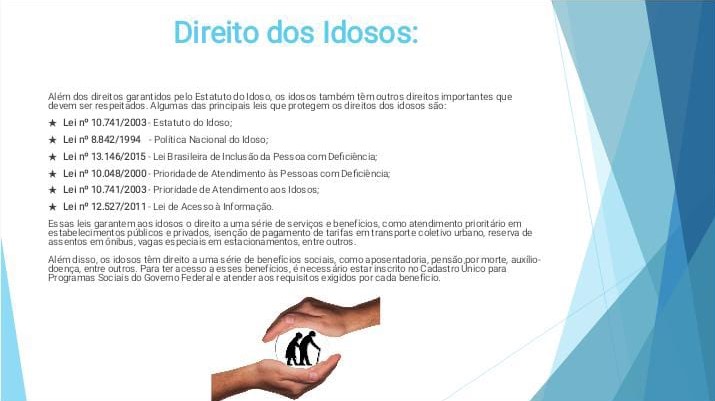 Direito dos Idosos:
Além dos direitos garantidos pelo Estatuto do Idoso, os idosos também têm outros direitos importantes que
devem ser respeitados. Algumas das principais leis que protegem os direitos dos idosos são:
★ Lei nº 10.741/2003 - Estatuto do Idoso;
★ Lei nº 8.842/1994 - Política Nacional do Idoso;
★ Lei nº 13.146/2015 - Lei Brasileira de Inclusão da Pessoa com Deficiência;
★ Lei nº 10.048/2000 - Prioridade de Atendimento às Pessoas com Deficiência;
★ Lei nº 10.741/2003 - Prioridade de Atendimento aos Idosos;
★ Lei nº 12.527/2011 - Lei de Acesso à Informação.
Essas leis garantem aos idosos o direito a uma série de serviços e benefícios, como atendimento prioritário em
estabelecimentos públicos e privados, isenção de pagamento de tarifas em transporte coletivo urbano, reserva de
assentos em ônibus, vagas especiais em estacionamentos, entre outros.
Além disso, os idosos têm direito a uma série de benefícios sociais, como aposentadoria, pensão por morte, auxílio-
doença, entre outros. Para ter acesso a esses benefícios, é necessário estar inscrito no Cadastro Único para
Programas Sociais do Governo Federal e atender aos requisitos exigidos por cada benefício.